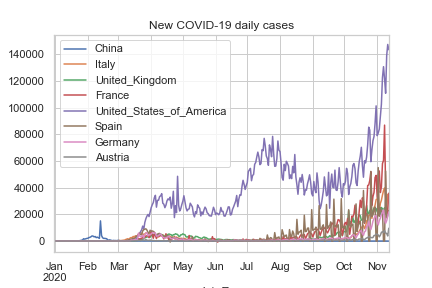 New COVID-19 daily cases
140000
120000
100000
80000
60000
40000
20000
0
China
Italy
United_Kingdom
France
United_States_of_America
Spain
Germany
Austria
Jan Feb Mar Apr May Jun Jul Aug Sep Oct Nov
2020